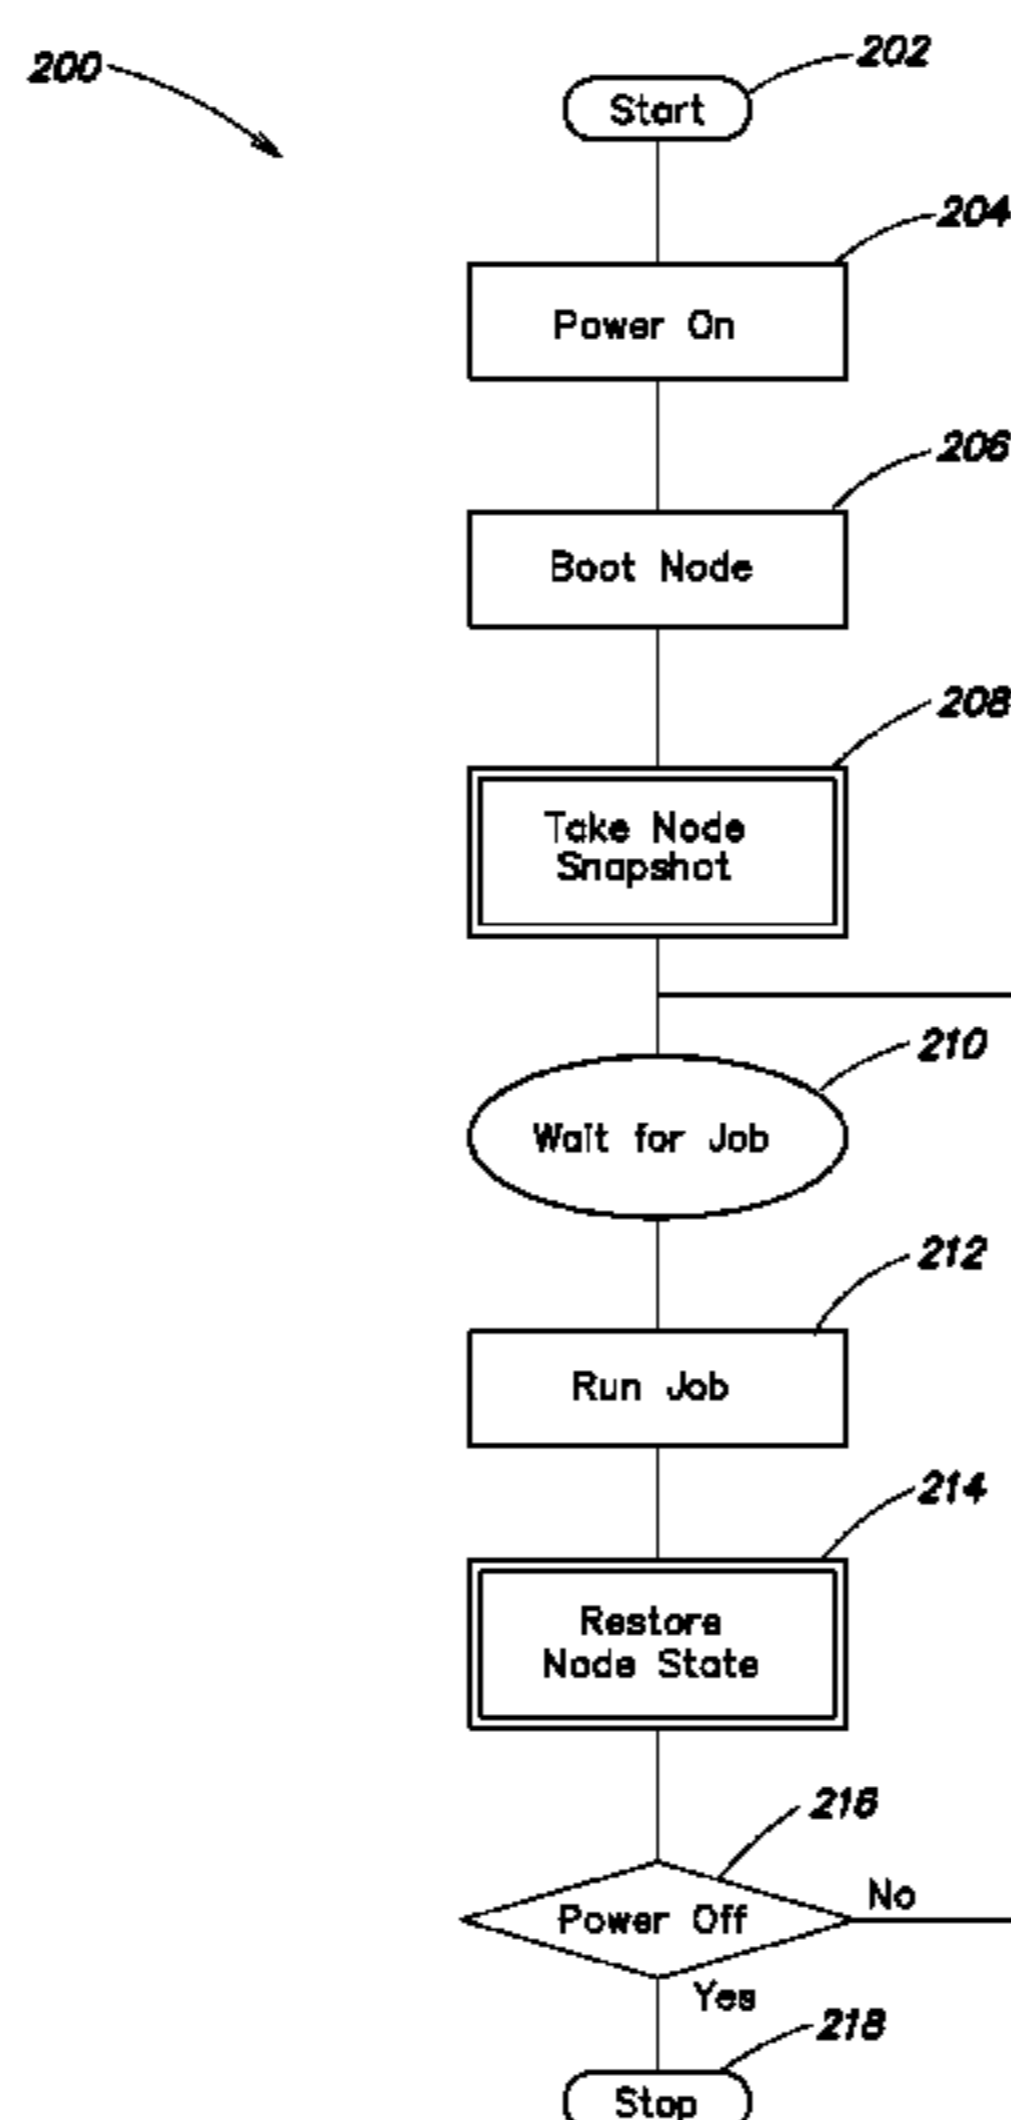 200
202
Start
204
Power On
206
Boot Node
208
Take Node
Snapshot
210
Wait for Job
212
Run Job
214
Restore
Node State
216
Power Off
No
Yes
218
Stop